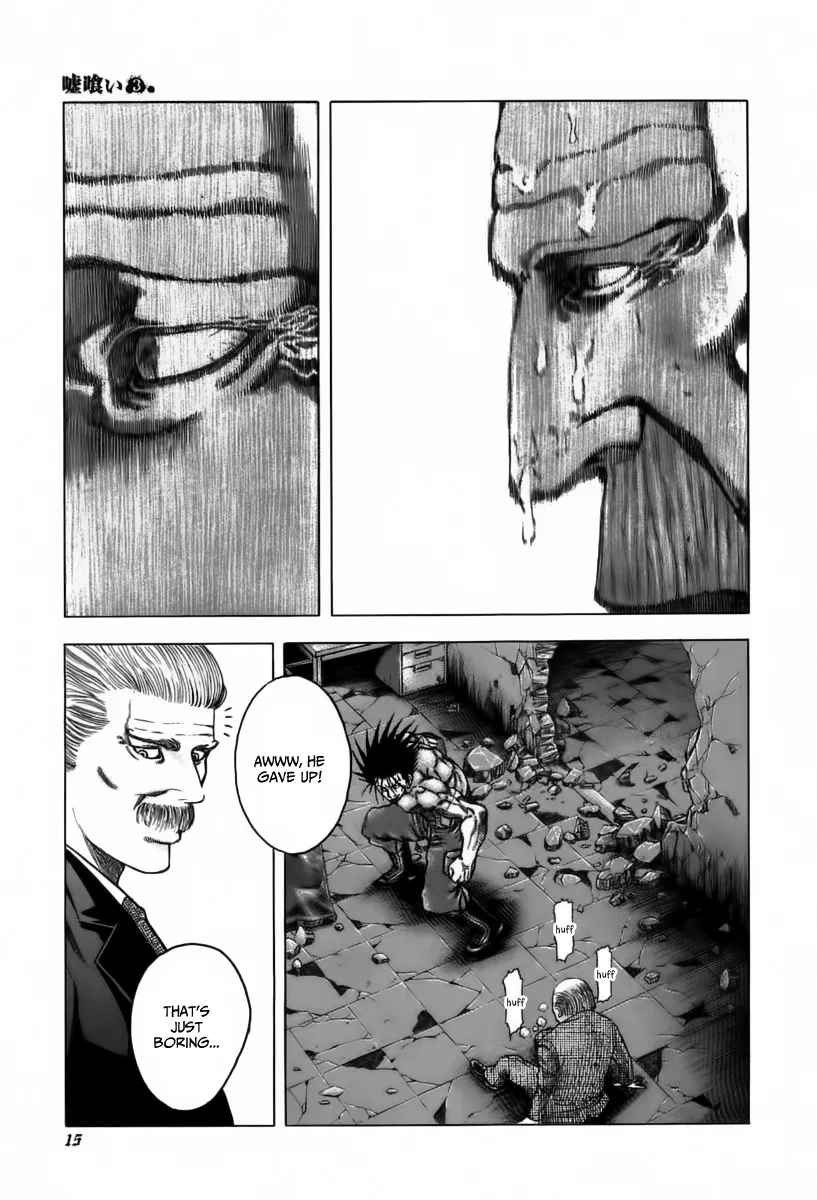 嘘喰い 3
AWWW, HE
GAVE UP!
huff
huff
huff
THAT'S
JUST
BORING...
15